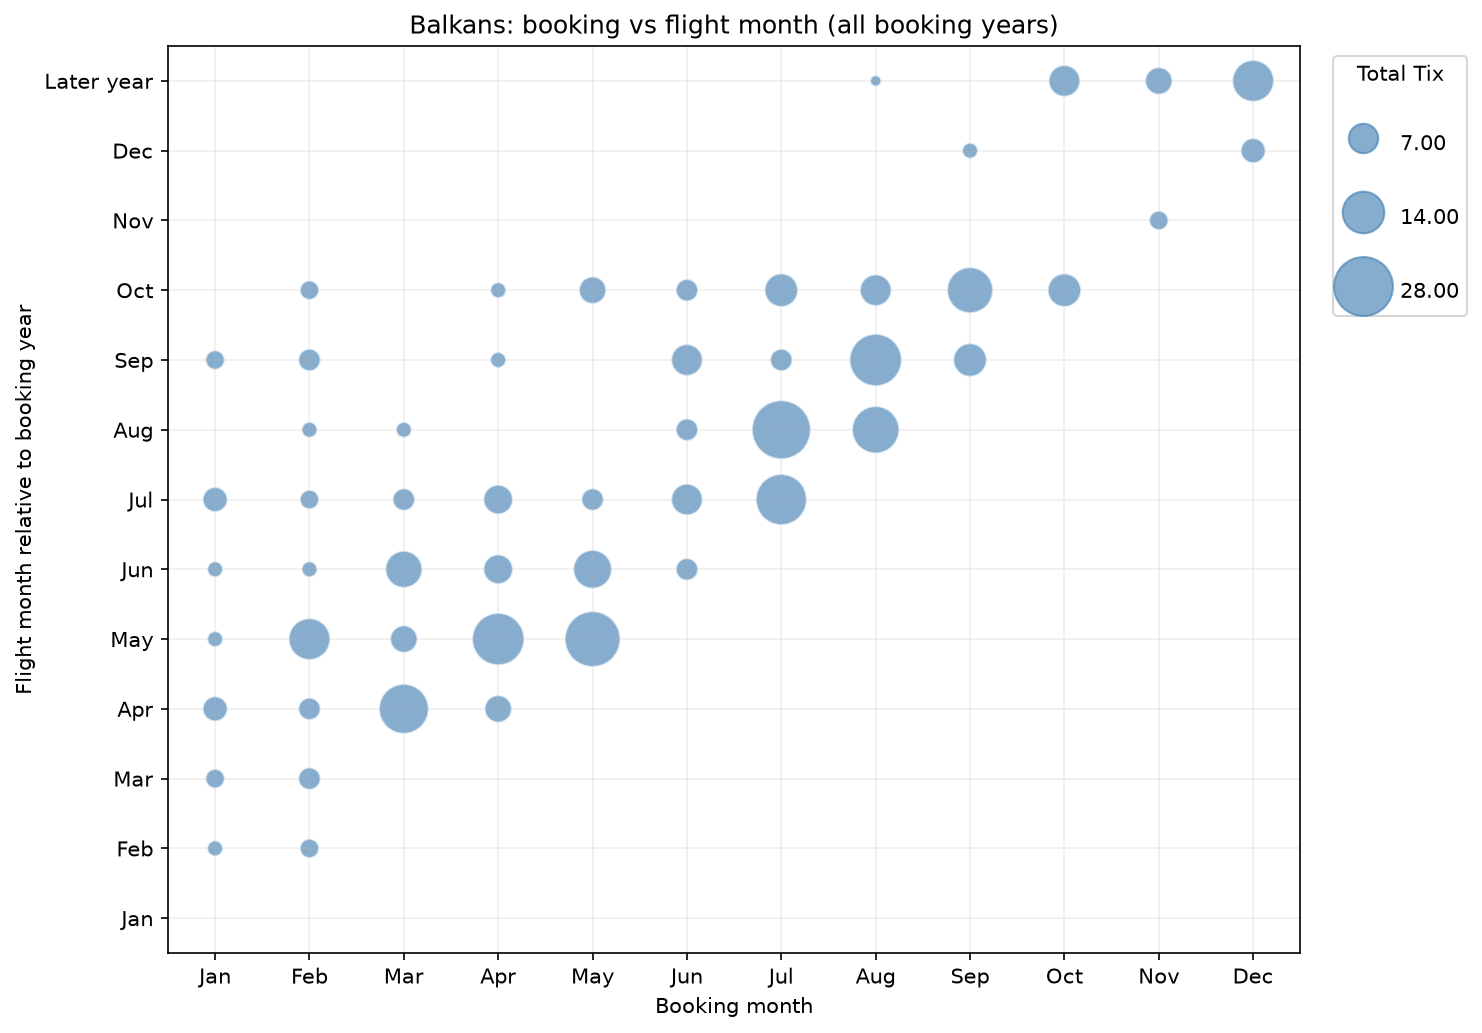 Balkans: booking vs flight month (all booking years)
Flight month relative to booking year
Later year
Dec
Nov
Oct
Sep
Aug
Jul
Jun
May
Apr
Mar
Feb
Jan
Jan Feb Mar Apr May Jun Jul Aug Sep Oct Nov Dec
Booking month
Total Tix
7.00
14.00
28.00